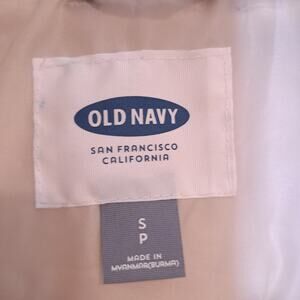 OLD NAVY
SAN FRANCISCO
CALIFORNIA
S
P
MADE IN
MYANMAR(BURMA)